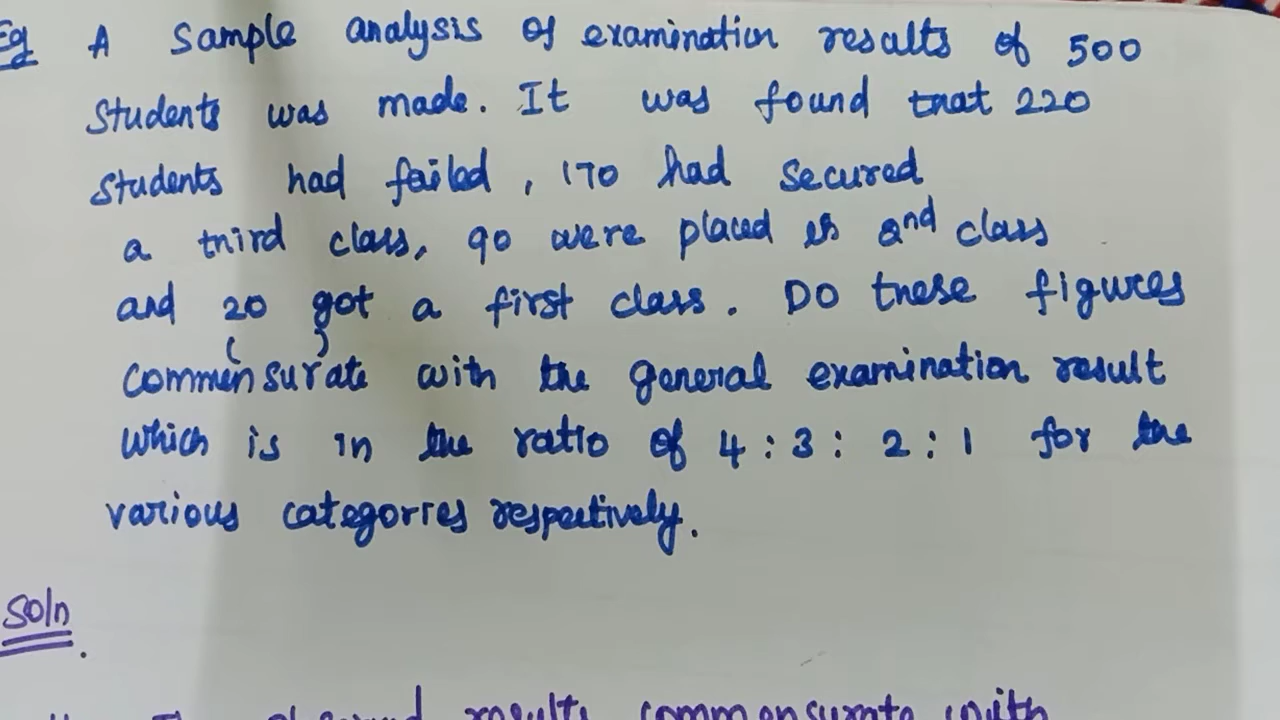 Eg A sample analysis of examination results of 500
students was made. It was found that 220
students had failed, 170 had secured
a third class, 90 were placed in 2nd class
and 20 got a first class. Do these figures
commensurate with the general examination result
which is in the ratio of 4 : 3 : 2 : 1 for the
various categories respectively.
Soln
results commensurate with